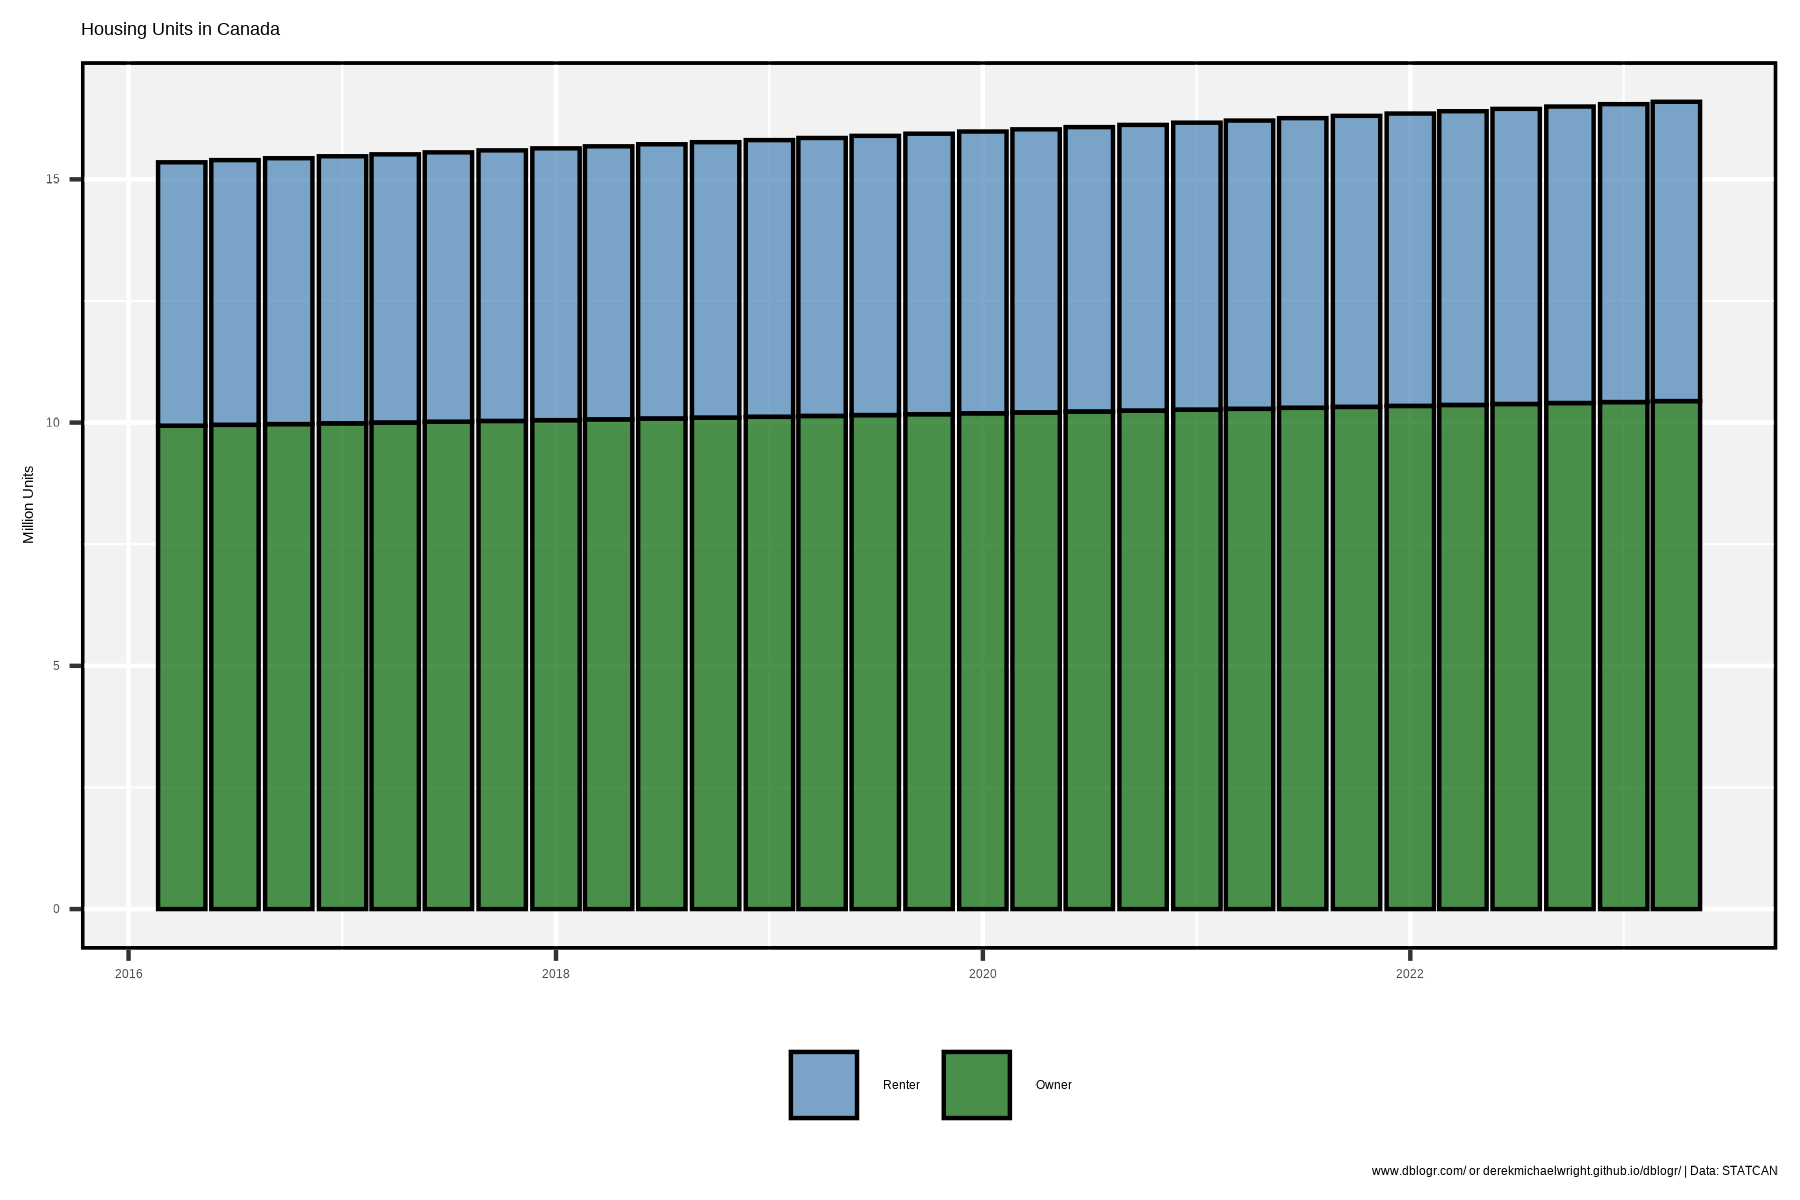 Housing Units in Canada
Million Units
15
10
5
0
2016
2018
2020
2022
Renter
Owner
www.dblogr.com/ or derekmichaelwright.github.io/dblogr/ | Data: STATCAN